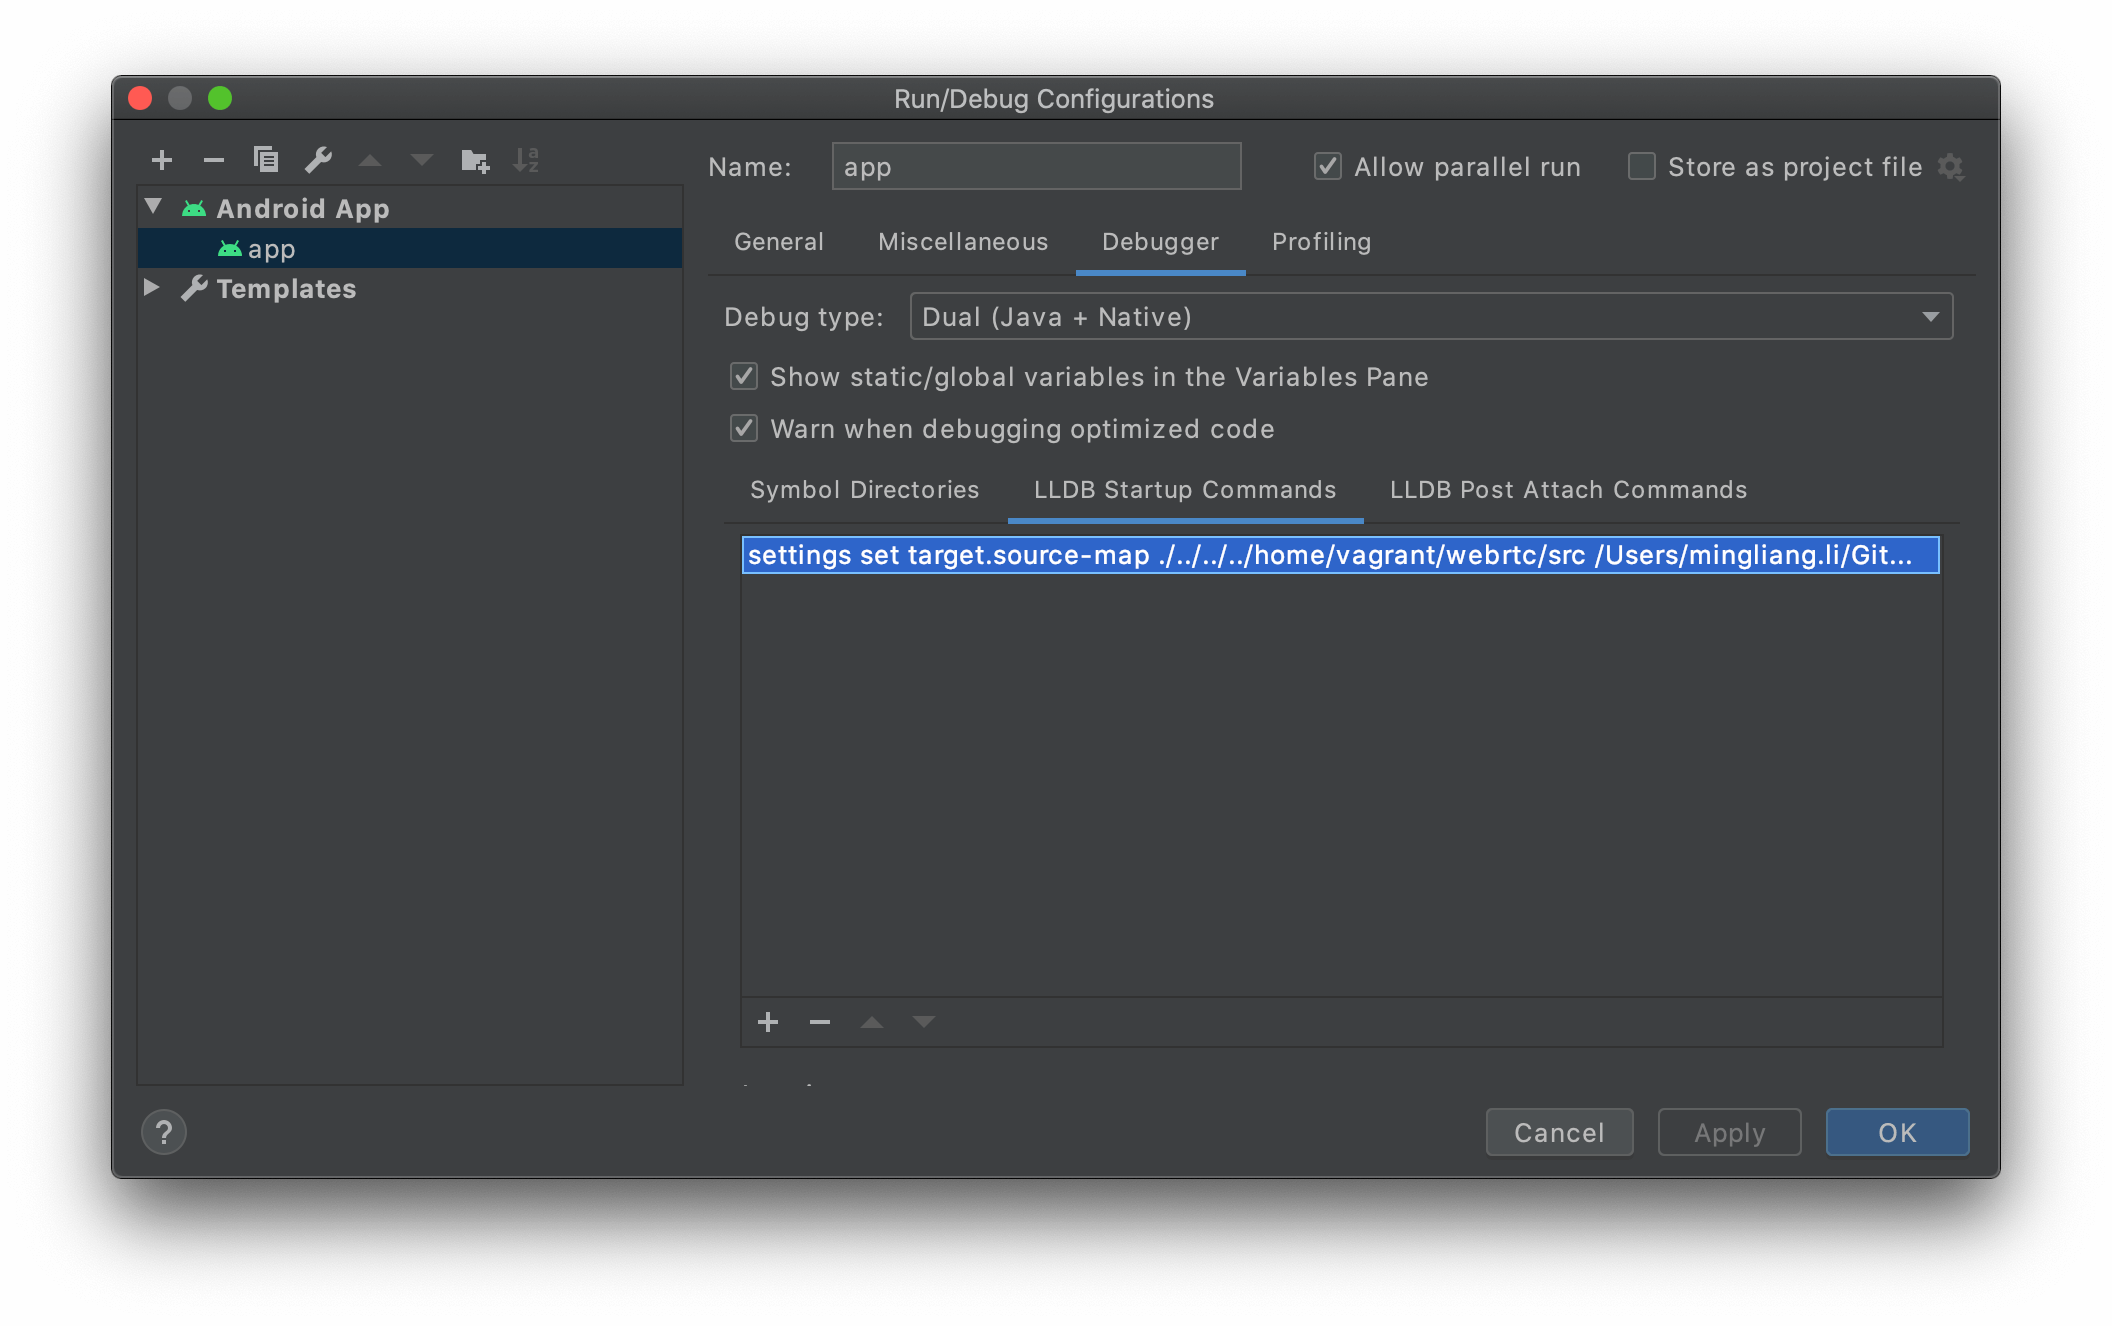 Run/Debug Configurations
Name: app Allow parallel run Store as project file
Android App
app
Templates
General Miscellaneous Debugger Profiling
Debug type: Dual (Java + Native)
Show static/global variables in the Variables Pane
Warn when debugging optimized code
Symbol Directories LLDB Startup Commands LLDB Post Attach Commands
settings set target.source-map ./../../../home/vagrant/webrtc/src /Users/mingliang.li/Git...
? Cancel Apply OK